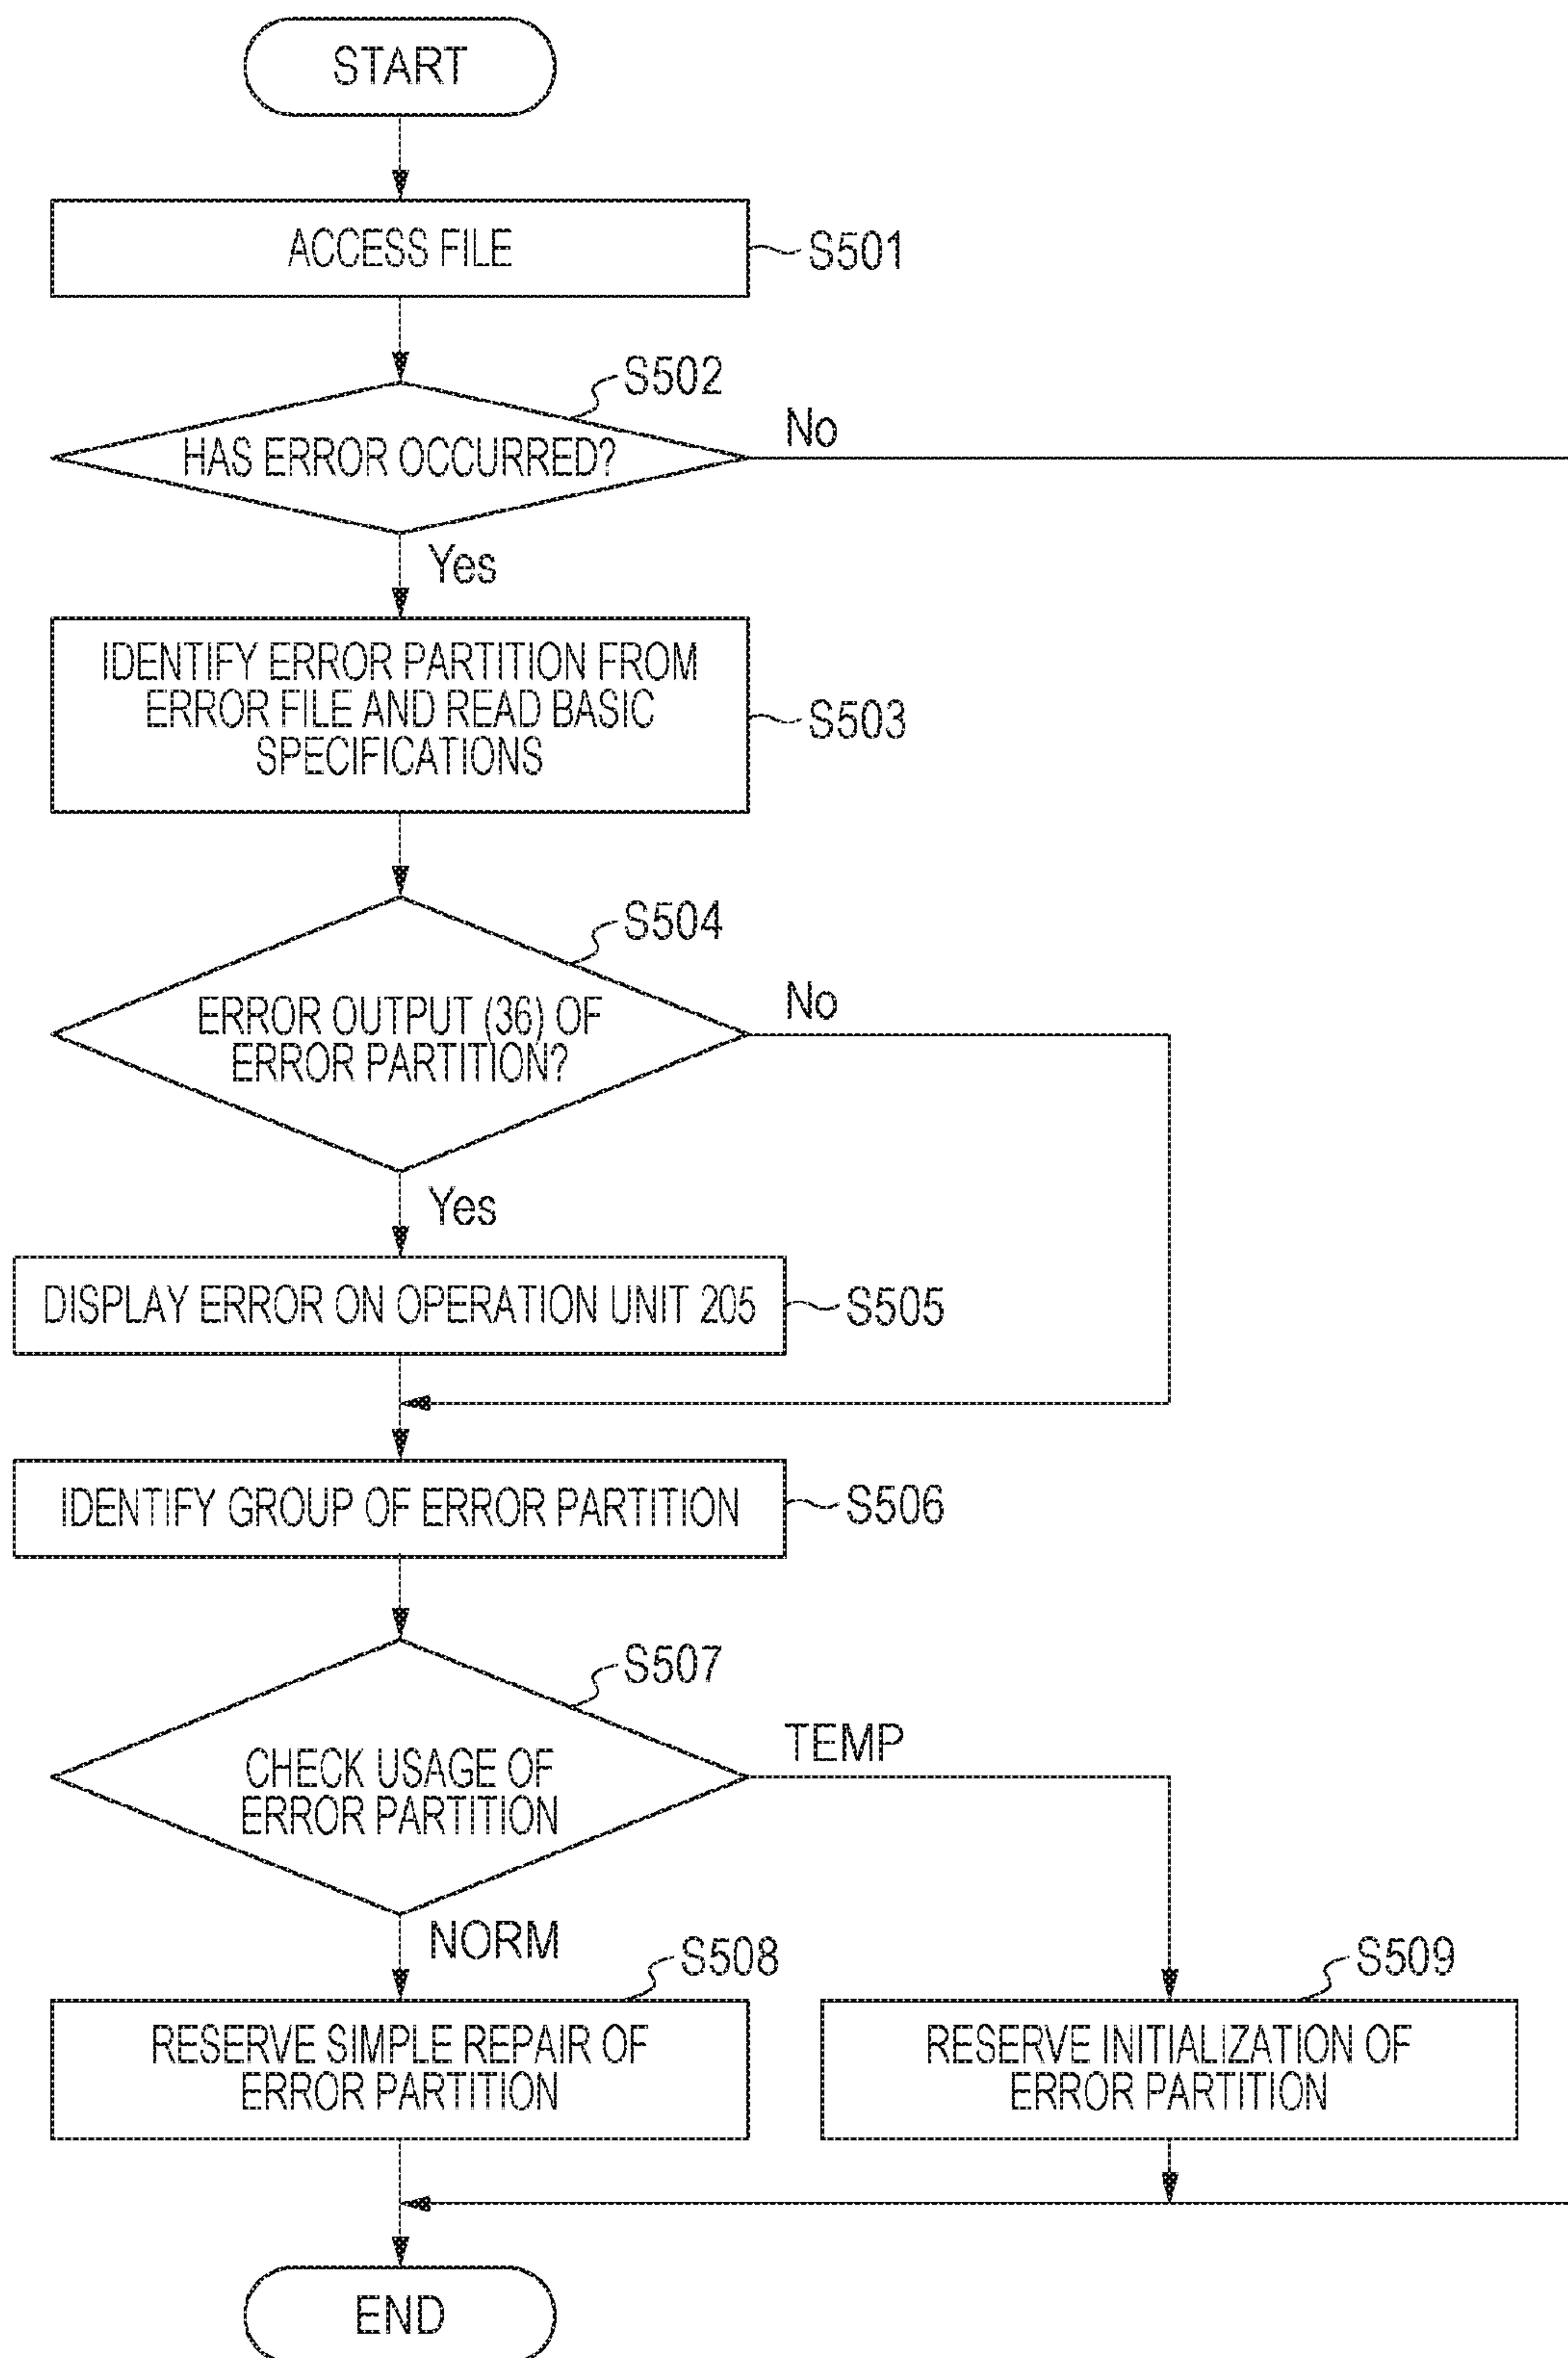 START
ACCESS FILE
S501
S502
HAS ERROR OCCURRED?
No
Yes
IDENTIFY ERROR PARTITION FROM
ERROR FILE AND READ BASIC
SPECIFICATIONS
S503
S504
ERROR OUTPUT (36) OF
ERROR PARTITION?
No
Yes
DISPLAY ERROR ON OPERATION UNIT 205
S505
IDENTIFY GROUP OF ERROR PARTITION
S506
S507
CHECK USAGE OF
ERROR PARTITION
TEMP
NORM
S508
RESERVE SIMPLE REPAIR OF
ERROR PARTITION
S509
RESERVE INITIALIZATION OF
ERROR PARTITION
END